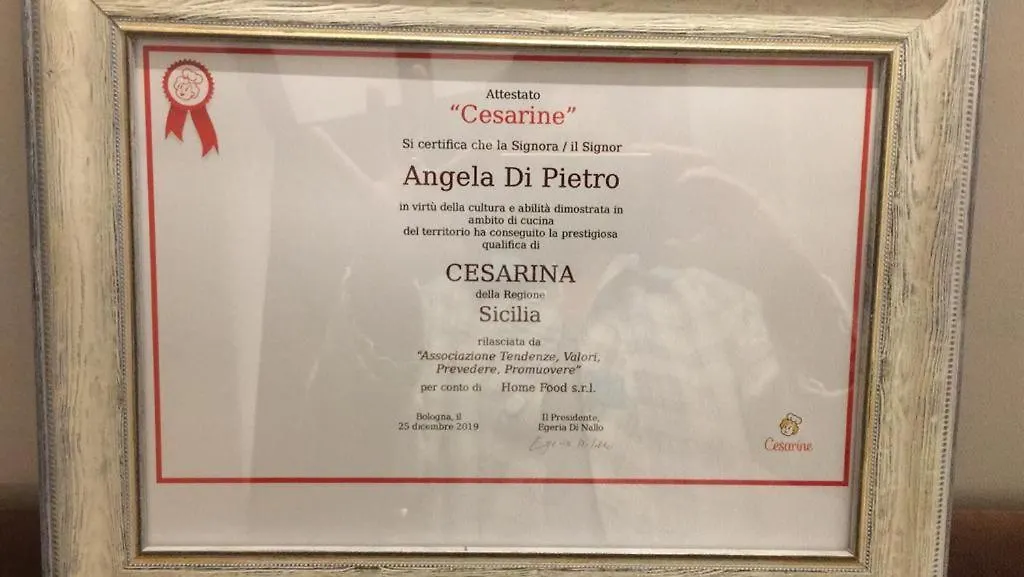 Attestato
"Cesarine"
Si certifica che la Signora / il Signor
Angela Di Pietro
in virtù della cultura e abilità dimostrata in
ambito di cucina
del territorio ha conseguito la prestigiosa
qualifica di
CESARINA
della Regione
Sicilia
rilasciata da
"Associazione Tendenze, Valori,
Prevedere, Promuovere"
per conto di Home Food s.r.l.
Bologna, il
25 dicembre 2019
Il Presidente,
Egeria Di Nallo
Cesarine